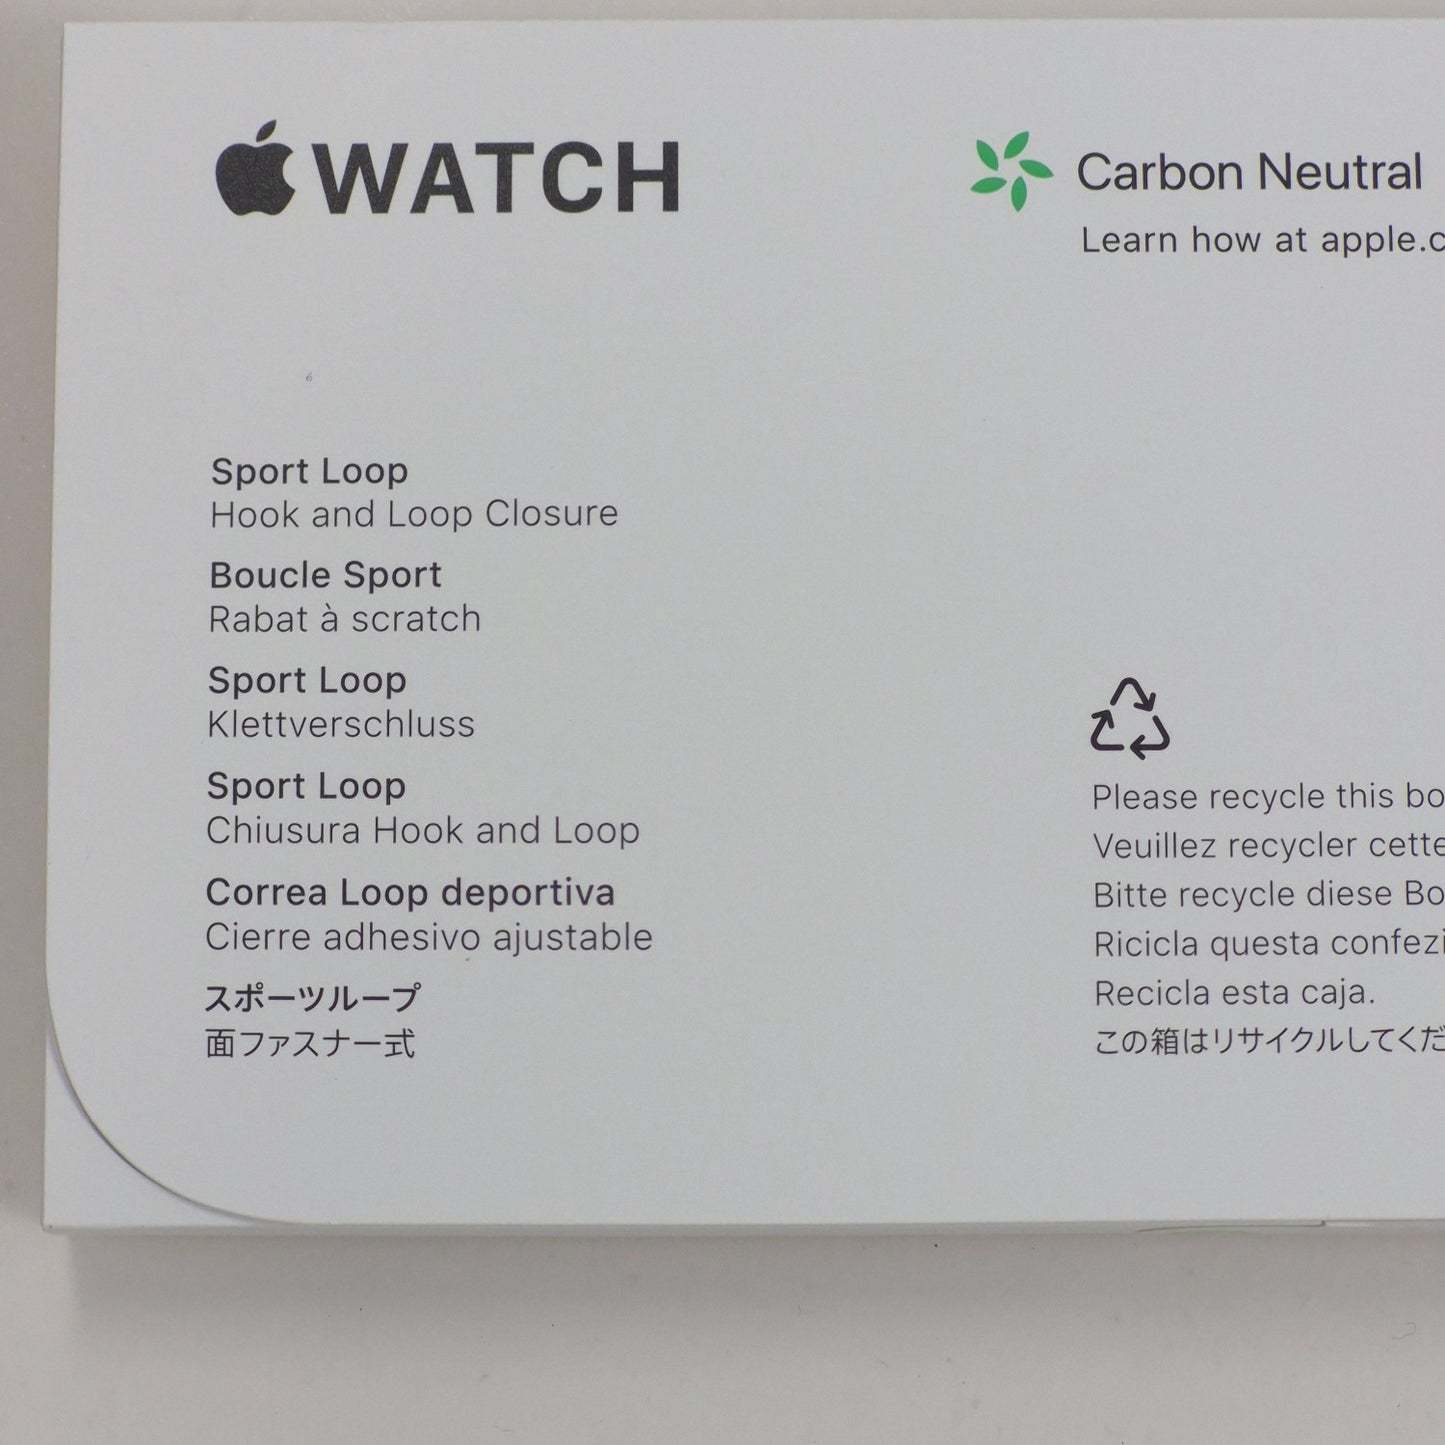 WATCH
Carbon Neutral
Learn how at apple.c
Sport Loop
Hook and Loop Closure
Boucle Sport
Rabat à scratch
Sport Loop
Klettverschluss
Sport Loop
Chiusura Hook and Loop
Correa Loop deportiva
Cierre adhesivo ajustable
スポーツループ
面ファスナー式
Please recycle this bo
Veuillez recycler cette
Bitte recycle diese Bo
Ricicla questa confezi
Recicla esta caja.
この箱はリサイクルしてくだ